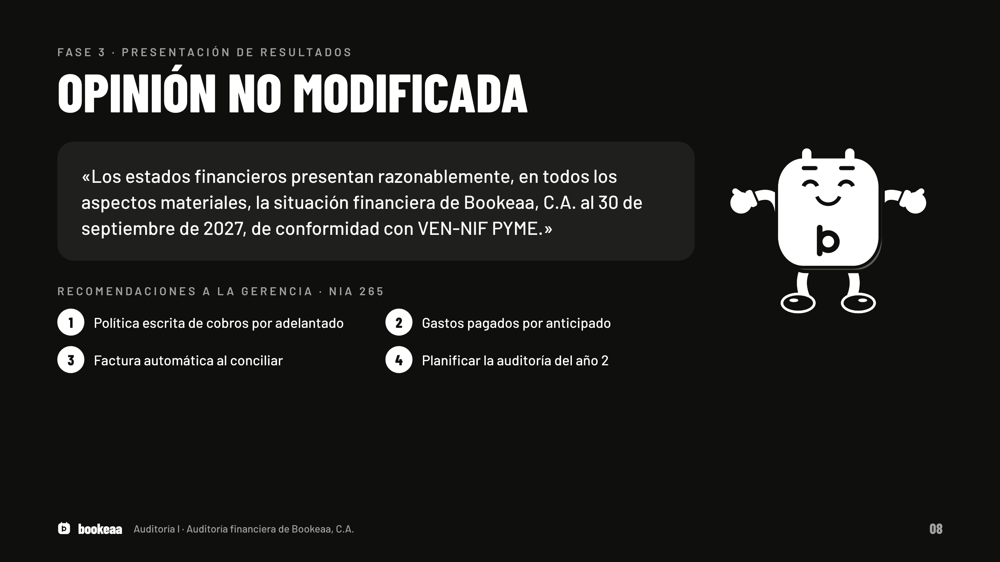 FASE 3 · PRESENTACIÓN DE RESULTADOS
OPINIÓN NO MODIFICADA
«Los estados financieros presentan razonablemente, en todos los
aspectos materiales, la situación financiera de Bookeaa, C.A. al 30 de
septiembre de 2027, de conformidad con VEN-NIF PYME.»
b
RECOMENDACIONES A LA GERENCIA · NIA 265
1 Política escrita de cobros por adelantado
2 Gastos pagados por anticipado
3 Factura automática al conciliar
4 Planificar la auditoría del año 2
b bookeaa Auditoría I · Auditoría financiera de Bookeaa, C.A.
08